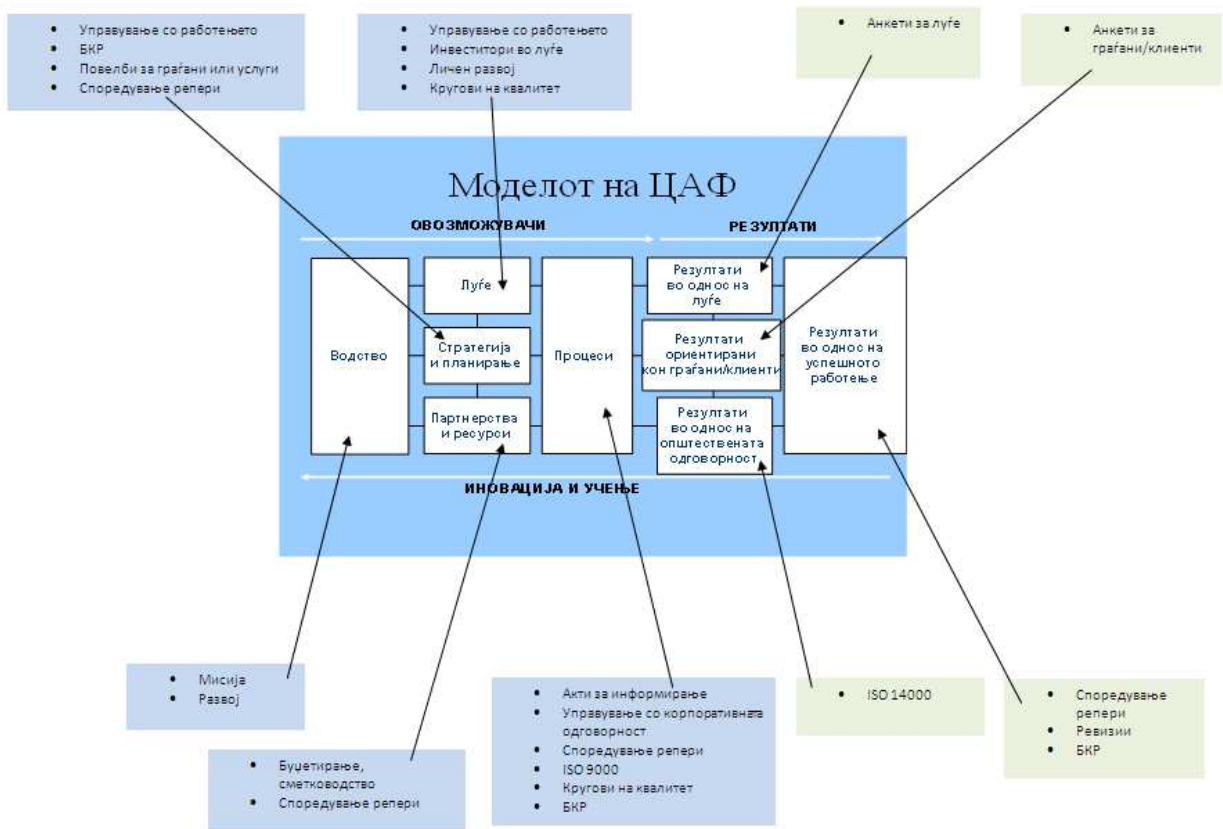 Управување со работењето
БКР
Повелби за граѓани или услуги
Споредување репери
Управување со работењето
Инвеститори во луѓе
Личен развој
Кругови на квалитет
Анкети за луѓе
Анкети за
граѓани/клиенти
Моделот на ЦАФ
ОВОЗМОЖУВАЧИ
РЕЗУЛТАТИ
Водство
Луѓе
Стратегија
и планирање
Партнерства
и ресурси
Процеси
Резултати
во однос на
луѓе
Резултати
ориентирани
кон граѓани/клиенти
Резултати
во однос на
општествената
одговорност
Резултати
во однос на
успешното
работење
ИНОВАЦИЈА И УЧЕЊЕ
Мисија
Развој
Буџетирање,
сметководство
Споредување репери
Акти за информирање
Управување со корпоративната
одговорност
Споредување репери
ISO 9000
Кругови на квалитет
БКР
ISO 14000
Споредување
репери
Ревизии
БКР